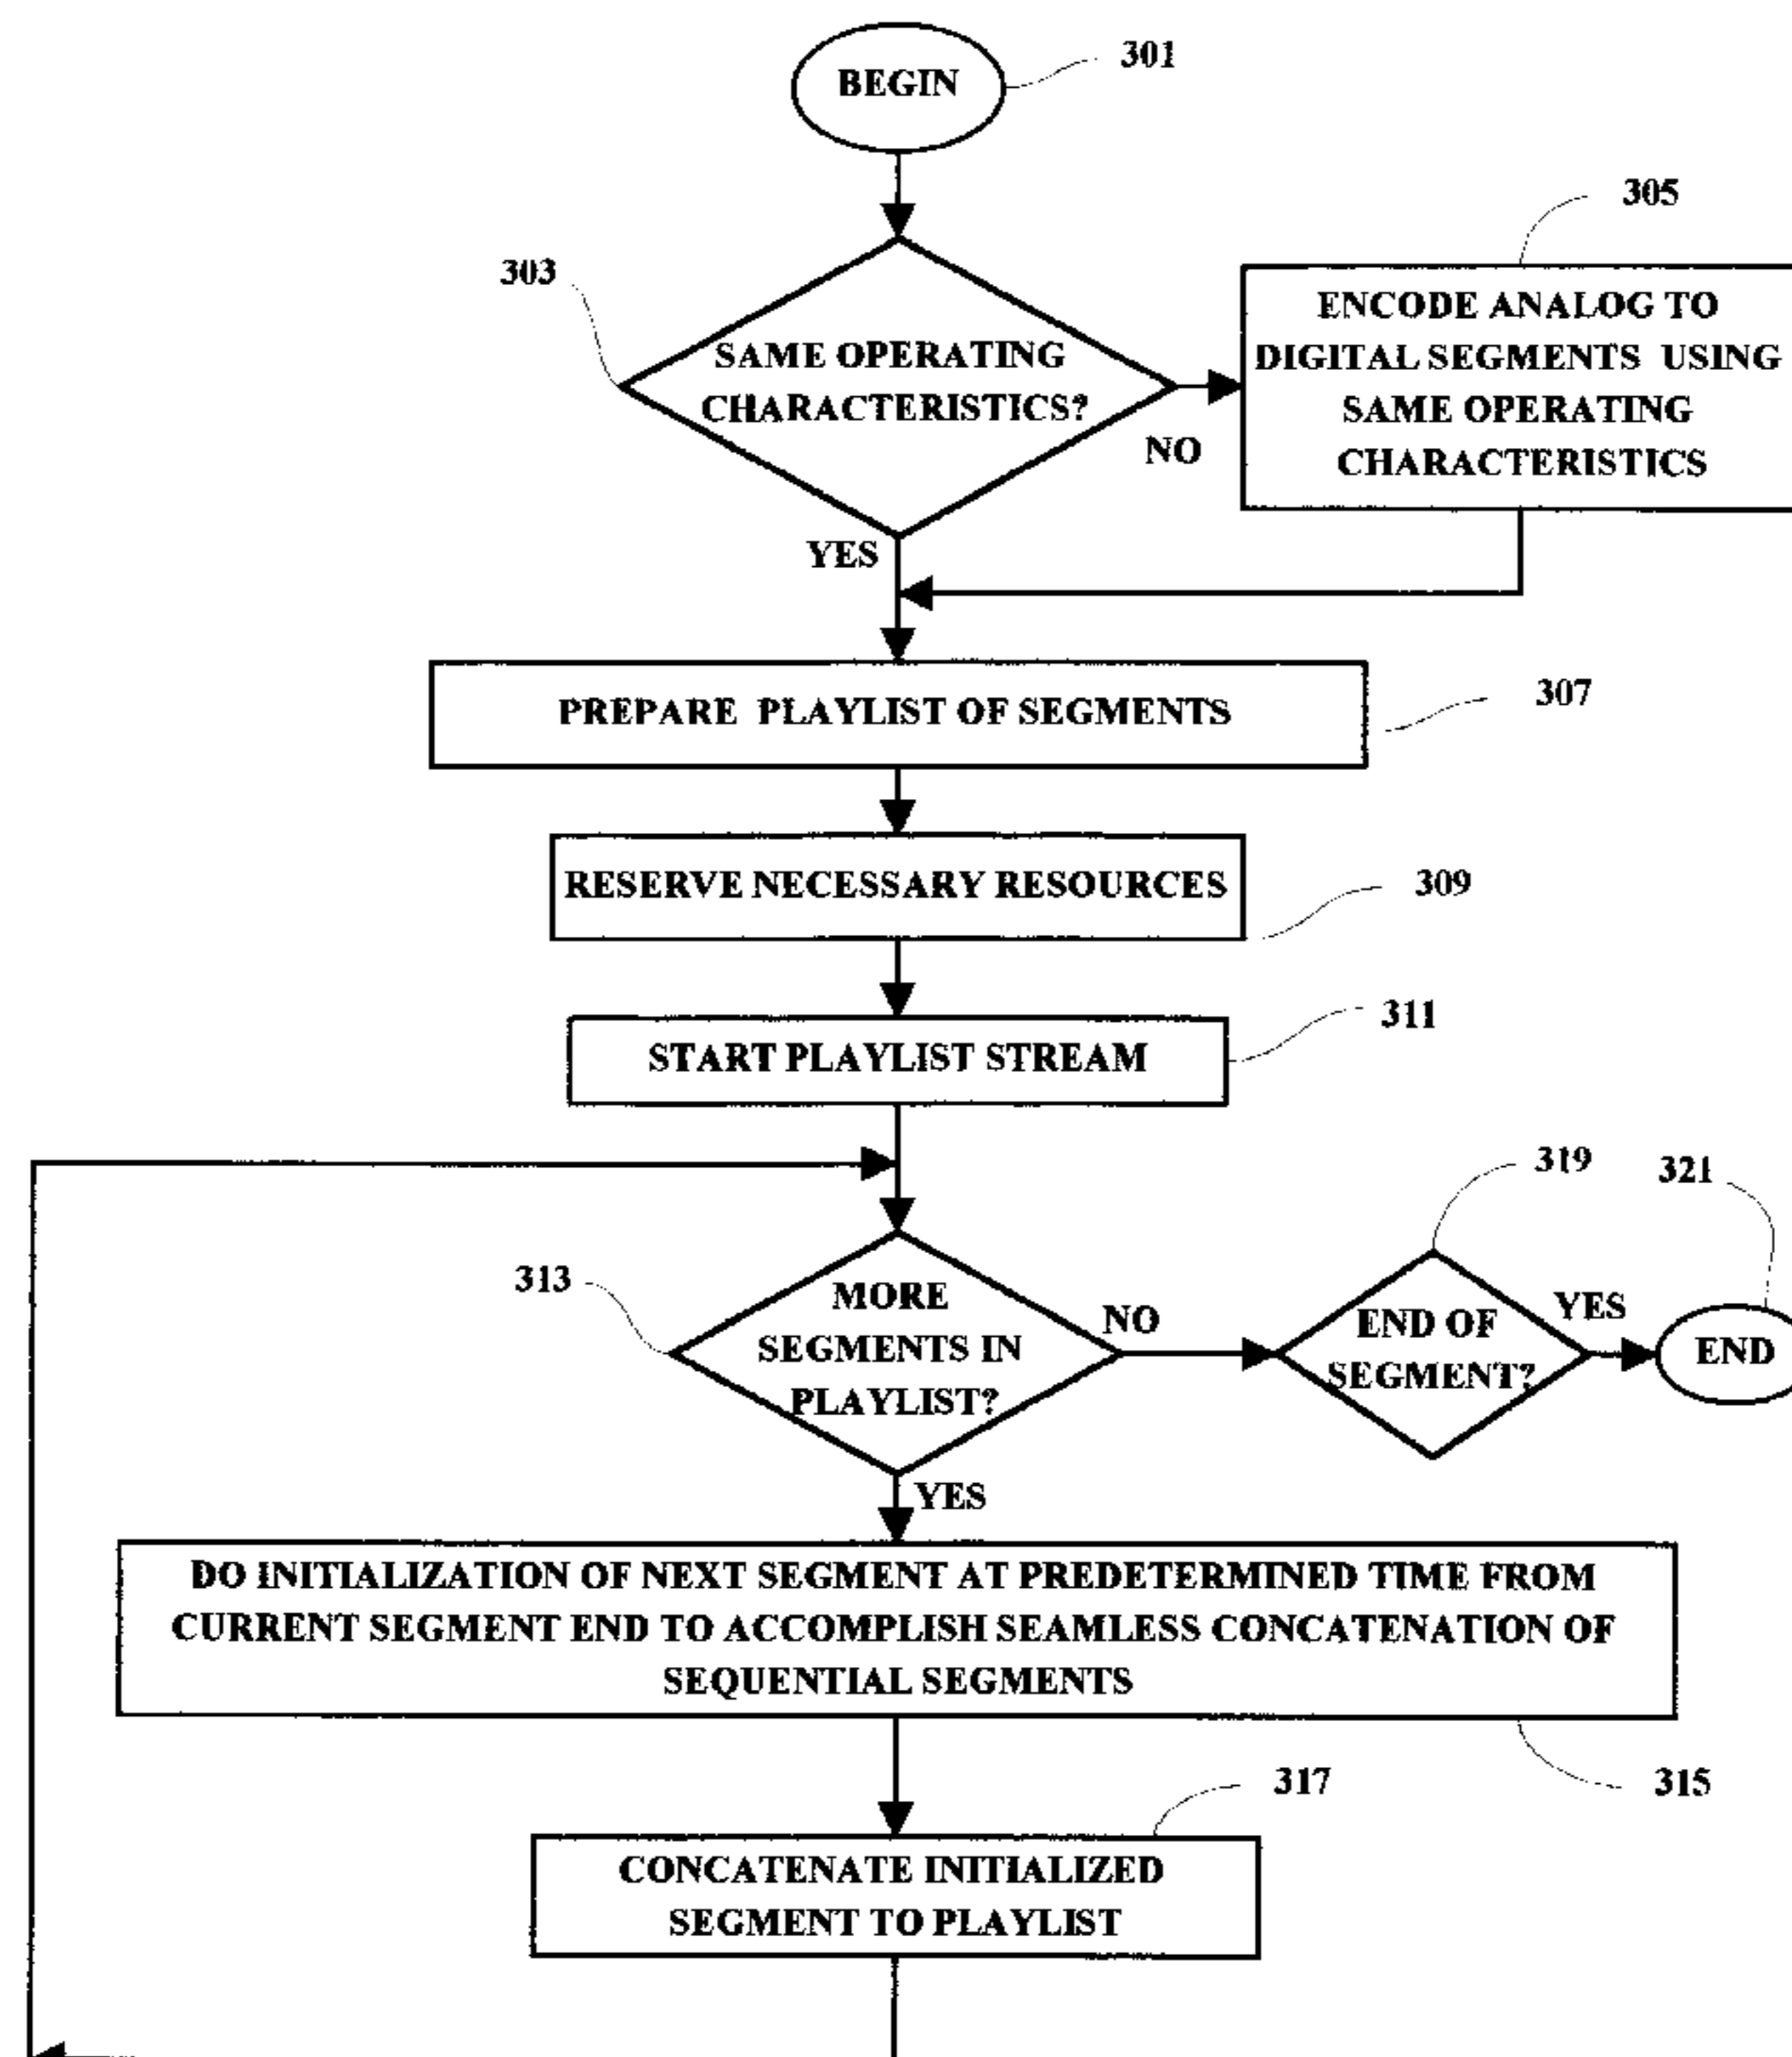 BEGIN
301
303
SAME OPERATING
CHARACTERISTICS?
NO
YES
305
ENCODE ANALOG TO
DIGITAL SEGMENTS USING
SAME OPERATING
CHARACTERISTICS
PREPARE PLAYLIST OF SEGMENTS
307
RESERVE NECESSARY RESOURCES
309
START PLAYLIST STREAM
311
313
MORE
SEGMENTS IN
PLAYLIST?
NO
YES
319
END OF
SEGMENT?
YES
321
END
DO INITIALIZATION OF NEXT SEGMENT AT PREDETERMINED TIME FROM
CURRENT SEGMENT END TO ACCOMPLISH SEAMLESS CONCATENATION OF
SEQUENTIAL SEGMENTS
315
317
CONCATENATE INITIALIZED
SEGMENT TO PLAYLIST